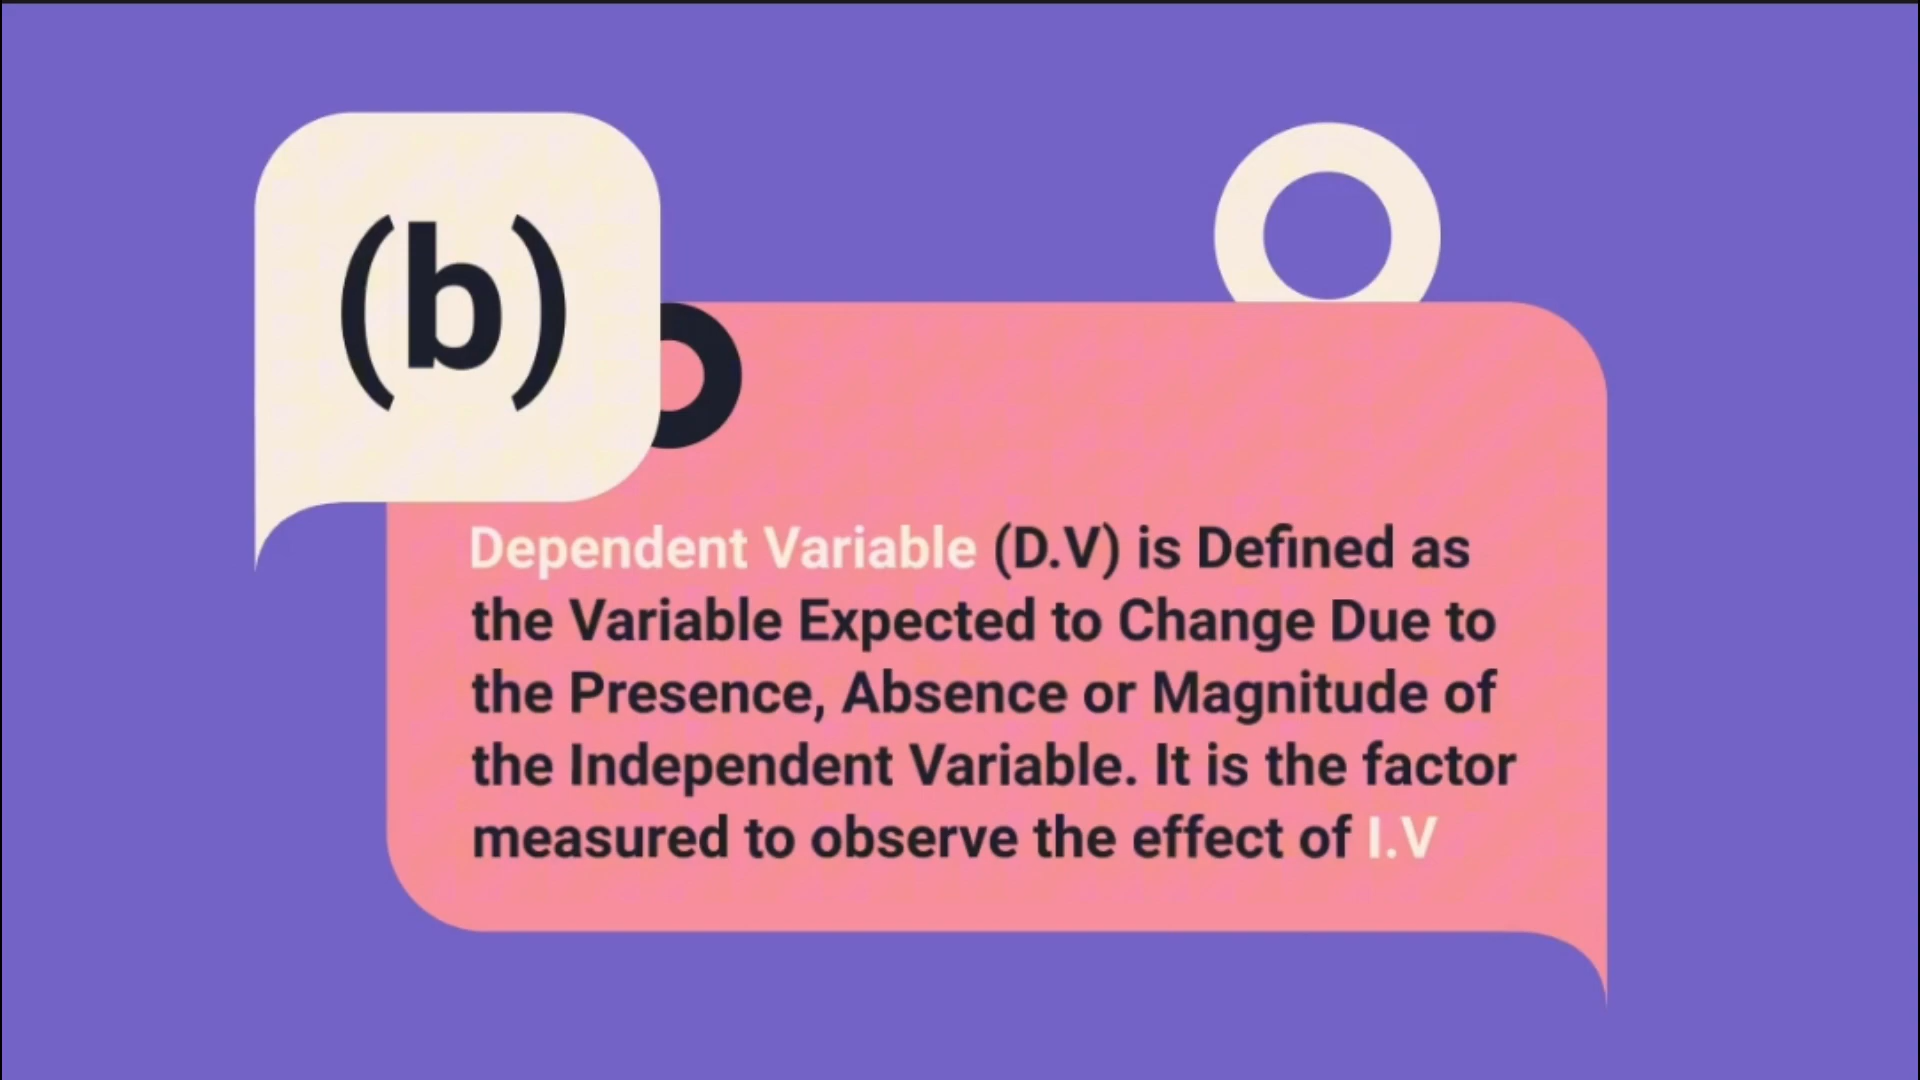 (b)
Dependent Variable (D.V) is Defined as
the Variable Expected to Change Due to
the Presence, Absence or Magnitude of
the Independent Variable. It is the factor
measured to observe the effect of I.V